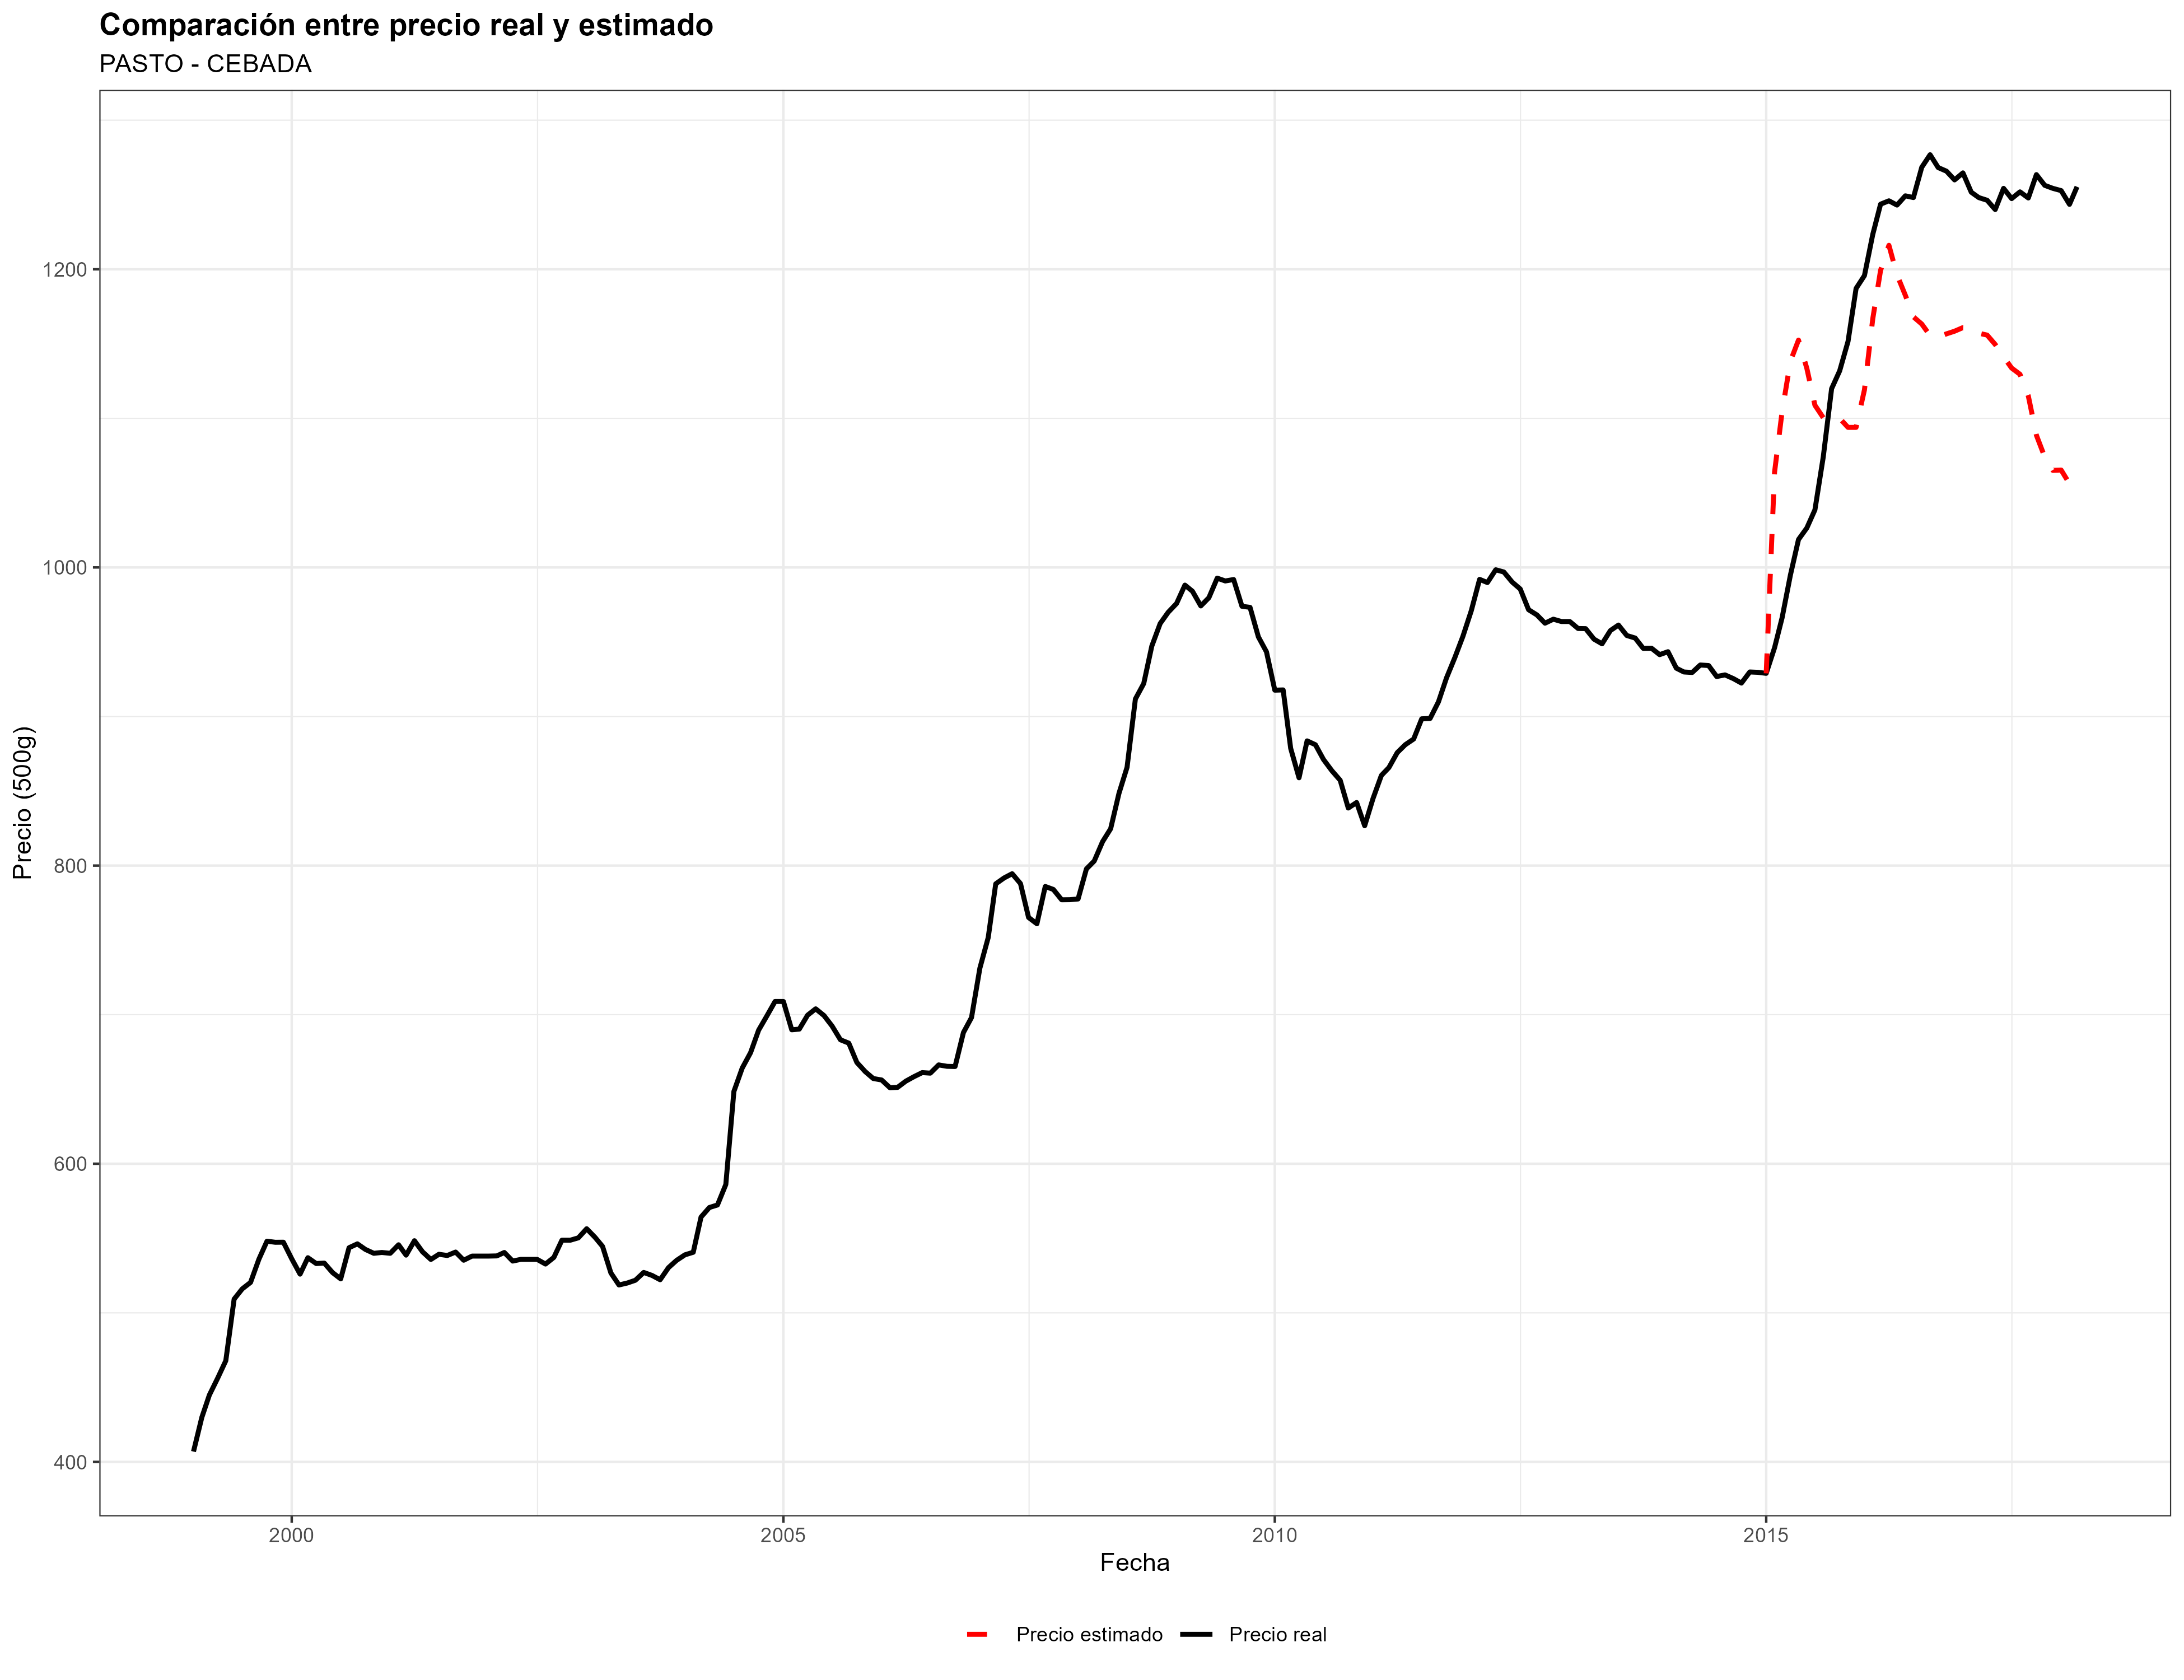 Comparación entre precio real y estimado
PASTO - CEBADA
Precio (500g)
1200
1000
800
600
400
2000 2005 2010 2015
Fecha
Precio estimado Precio real